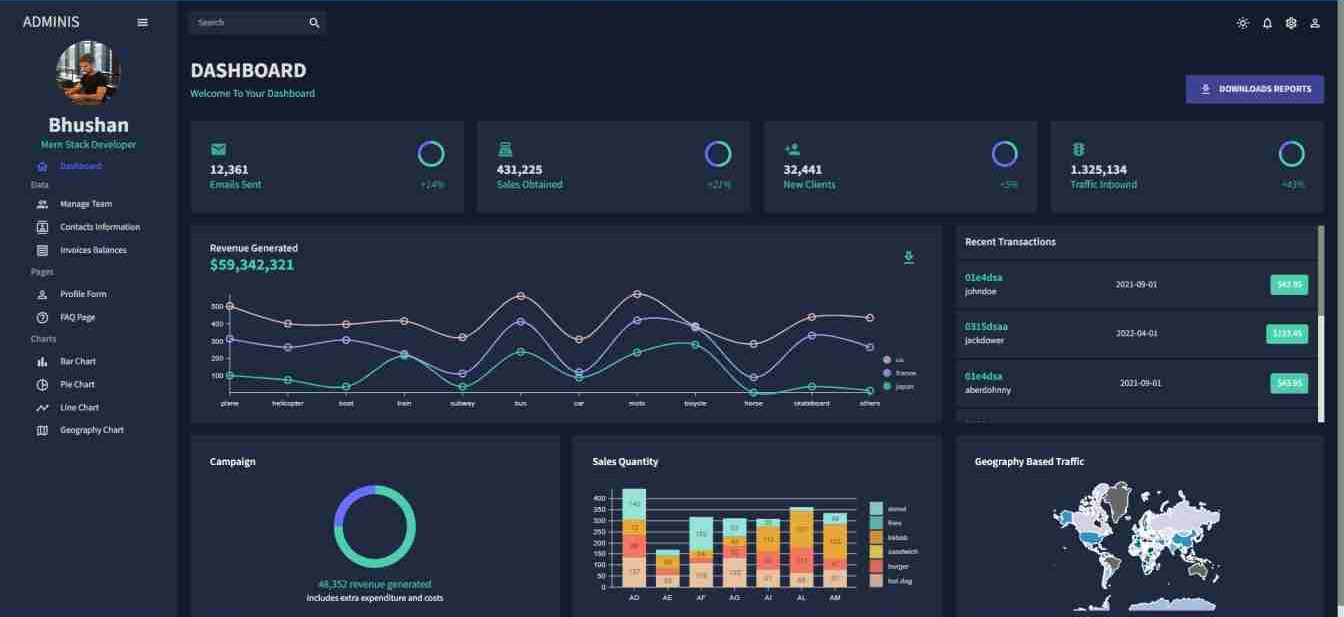 ADMINIS
Search
Bhushan
Mern Stack Developer
Dashboard
Data
Manage Team
Contacts Information
Invoices Balances
Pages
Profile Form
FAQ Page
Charts
Bar Chart
Pie Chart
Line Chart
Geography Chart
DASHBOARD
Welcome To Your Dashboard
DOWNLOADS REPORTS
12,361
Emails Sent
+14%
431,225
Sales Obtained
+21%
32,441
New Clients
+5%
1.325,134
Traffic Inbound
+43%
Revenue Generated
$59,342,321
500
400
300
200
100
plane
helicopter
boat
train
subway
bus
car
moto
bicycle
horse
skateboard
others
us
france
japan
Recent Transactions
01e4dsa
johndoe
2021-09-01
$43.95
0315dsaa
jackdower
2022-04-01
$133.45
01e4dsa
aberdohnny
2021-09-01
$43.95
Campaign
48,352 revenue generated
Includes extra expenditure and costs
Sales Quantity
400
350
300
250
200
150
100
50
0
137
AD
AE
AF
AG
AI
AL
AM
donut
fries
kebab
sandwich
burger
hot dog
Geography Based Traffic